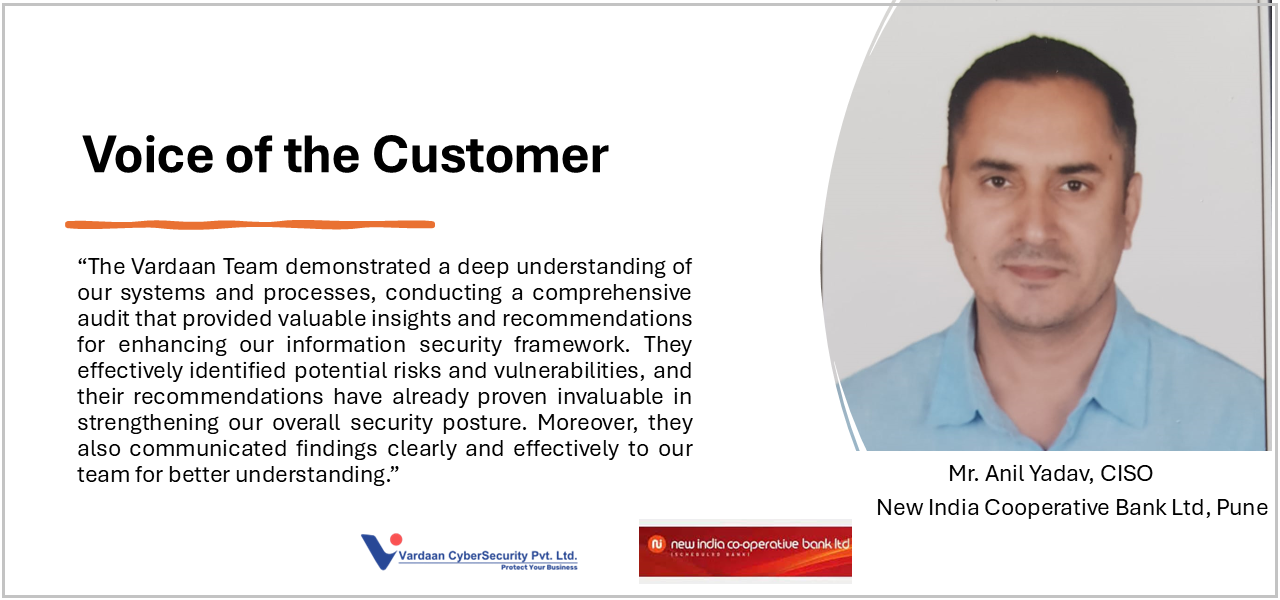 Voice of the Customer
“The Vardaan Team demonstrated a deep understanding of
our systems and processes, conducting a comprehensive
audit that provided valuable insights and recommendations
for enhancing our information security framework. They
effectively identified potential risks and vulnerabilities, and
their recommendations have already proven invaluable in
strengthening our overall security posture. Moreover, they
also communicated findings clearly and effectively to our
team for better understanding.”
Mr. Anil Yadav, CISO
New India Cooperative Bank Ltd, Pune
Vardaan CyberSecurity Pvt. Ltd.
Protect Your Business
new india co-operative bank ltd
(SCHEDULED BANK)